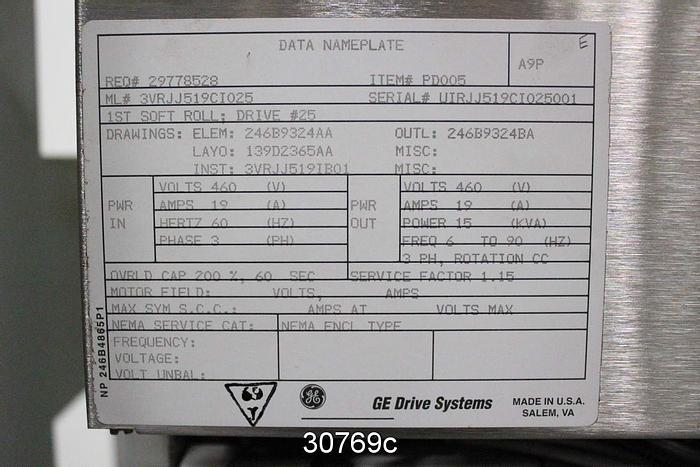 DATA NAMEPLATE
E
A9P
REQ# 29778528 ITEM# PD005
ML# 3VRJJ519CI025 SERIAL# UIRJJ519CI025001
1ST SOFT ROLL; DRIVE #25
DRAWINGS: ELEM: 246B9324AA OUTL: 246B9324BA
LAYO: 139D2365AA MISC:
INST: 3VRJJ519IB01 MISC:
PWR IN
VOLTS 460 (V)
AMPS 19 (A)
HERTZ 60 (HZ)
PHASE 3 (PH)
PWR OUT
VOLTS 460 (V)
AMPS 19 (A)
POWER 15 (KVA)
FREQ 6 TO 90 (HZ)
3 PH, ROTATION CC
OVRLD CAP 200 %, 60 SEC SERVICE FACTOR 1.15
MOTOR FIELD: VOLTS, AMPS
MAX SYM S.C.C.: AMPS AT VOLTS MAX
NEMA SERVICE CAT: NEMA ENCL TYPE
FREQUENCY:
VOLTAGE:
VOLT UNBAL:
NP 246B4865P1
GE
GE Drive Systems
MADE IN U.S.A.
SALEM, VA
30769c